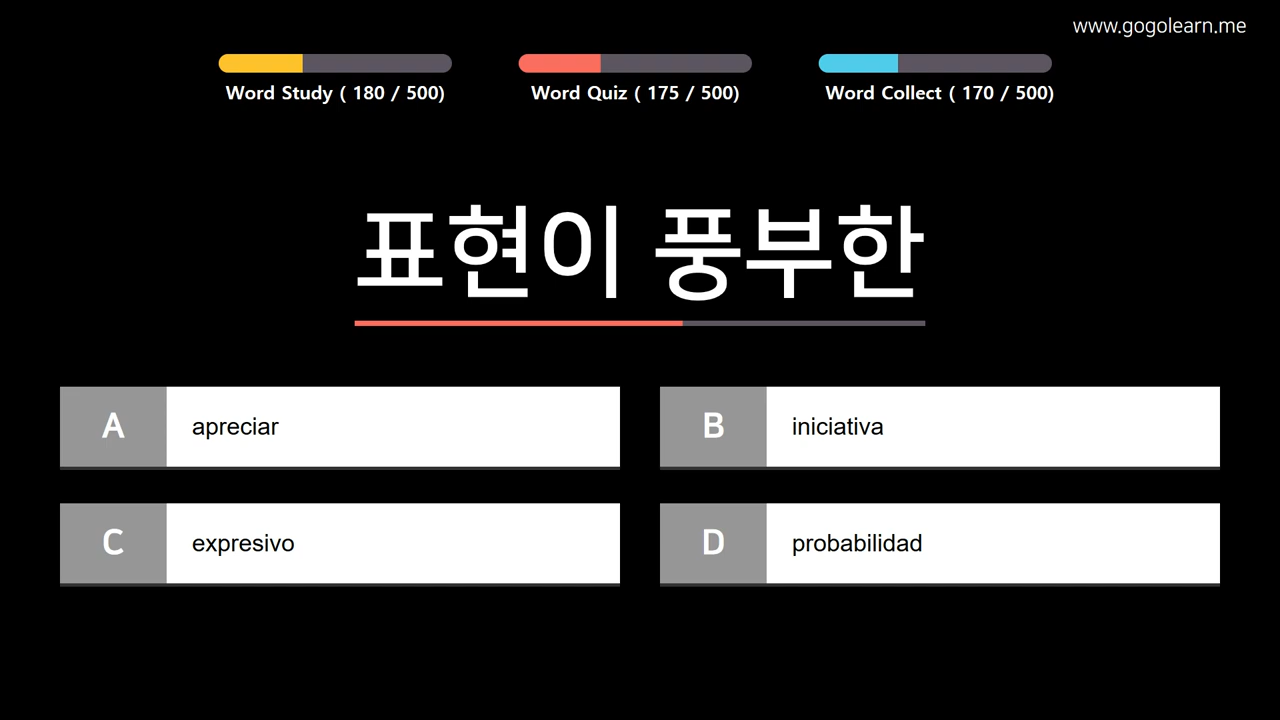 www.gogolearn.me
Word Study ( 180 / 500)
Word Quiz ( 175 / 500)
Word Collect ( 170 / 500)
표현이 풍부한
A apreciar
B iniciativa
C expresivo
D probabilidad